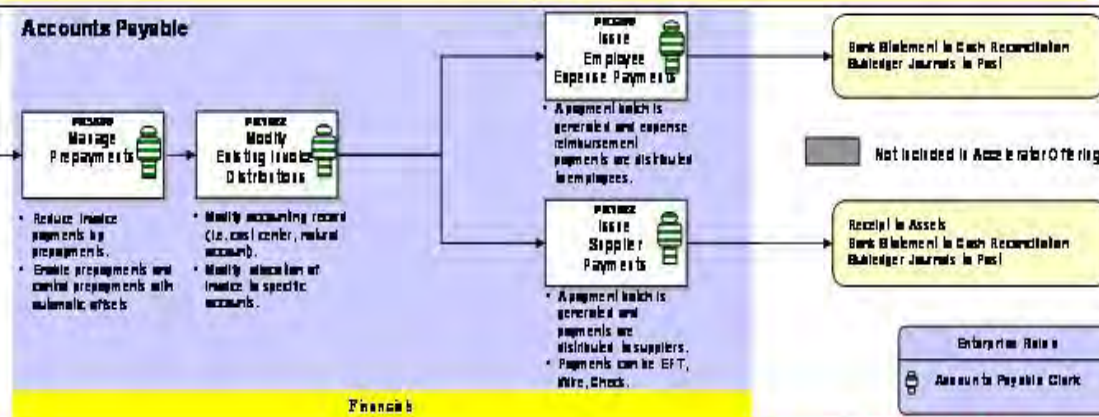 Accounts Payable
Manage
Prepayments
• Reduce invoice
payments by
prepayments.
• Enable prepayments and
control prepayments with
automatic offsets
Modify
Existing Invoice
Distributions
• Modify accounting record
(i.e. cost center, natural
account).
• Modify allocation of
invoice to specific
accounts.
Issue
Employee
Expense Payments
• A payment batch is
generated and expense
reimbursement
payments are distributed
to employees.
Issue
Supplier
Payments
• A payment batch is
generated and
payments are
distributed to suppliers.
• Payments can be EFT,
Wire, Check.
Bank Statement to Cash Reconciliation
Subledger Journals to Post
Not Included in Accelerator Offering
Receipt to Assets
Bank Statement to Cash Reconciliation
Subledger Journals to Post
Enterprise Roles
Accounts Payable Clerk
Financials